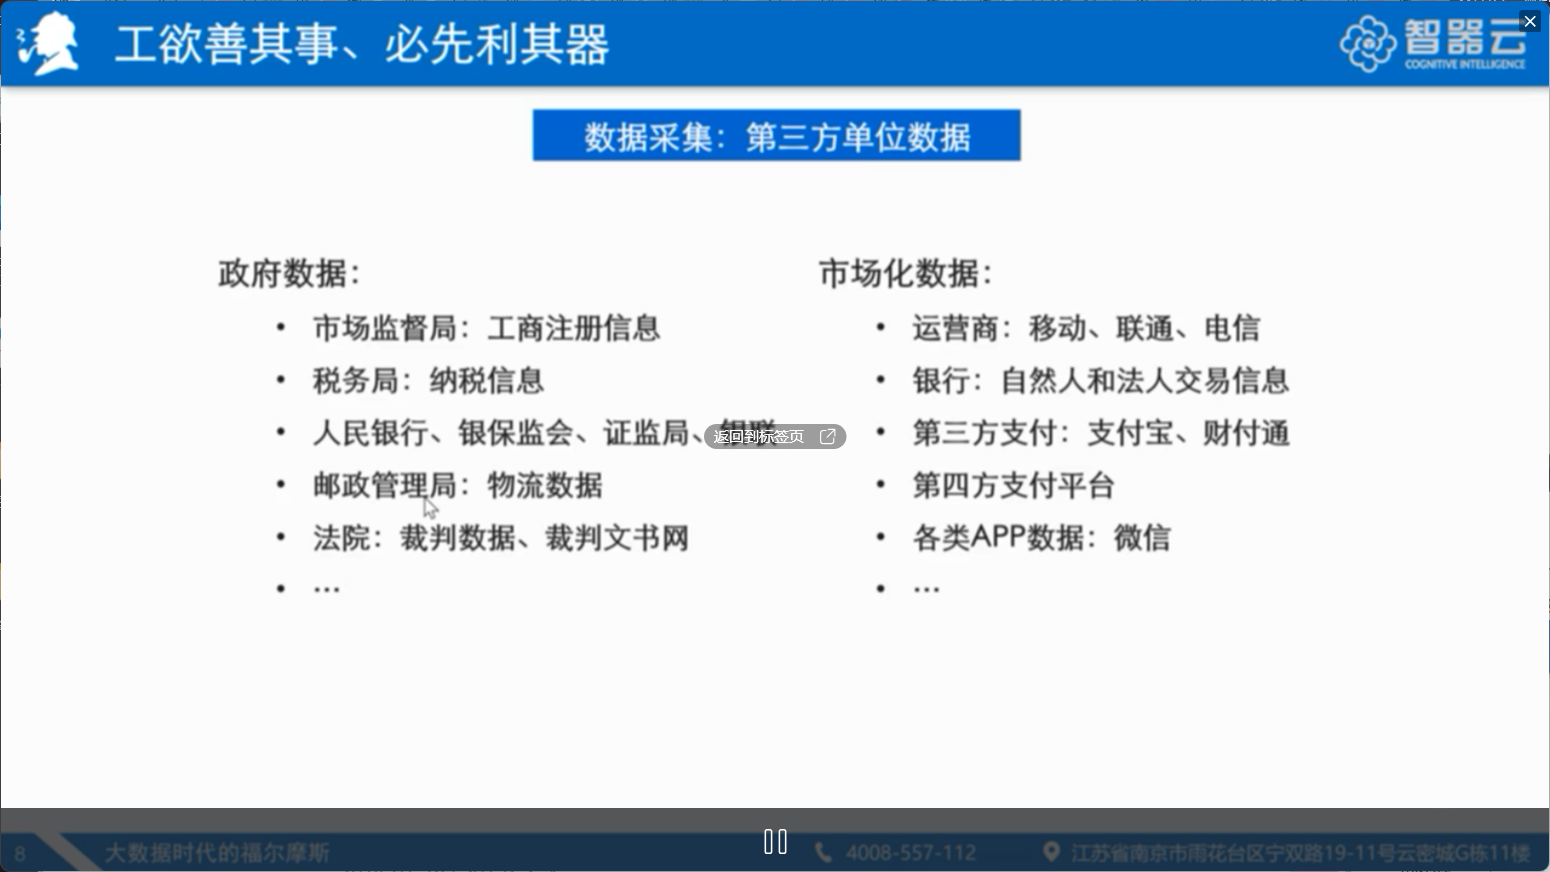 工欲善其事、必先利其器
智器云
COGNITIVE INTELLIGENCE
数据采集：第三方单位数据
政府数据：
• 市场监督局：工商注册信息
• 税务局：纳税信息
• 人民银行、银保监会、证监局、银联
• 邮政管理局：物流数据
• 法院：裁判数据、裁判文书网
• …
市场化数据：
• 运营商：移动、联通、电信
• 银行：自然人和法人交易信息
• 第三方支付：支付宝、财付通
• 第四方支付平台
• 各类APP数据：微信
• …
返回到标签页
8
大数据时代的福尔摩斯
4008-557-112
江苏省南京市雨花台区宁双路19-11号云密城G栋11楼